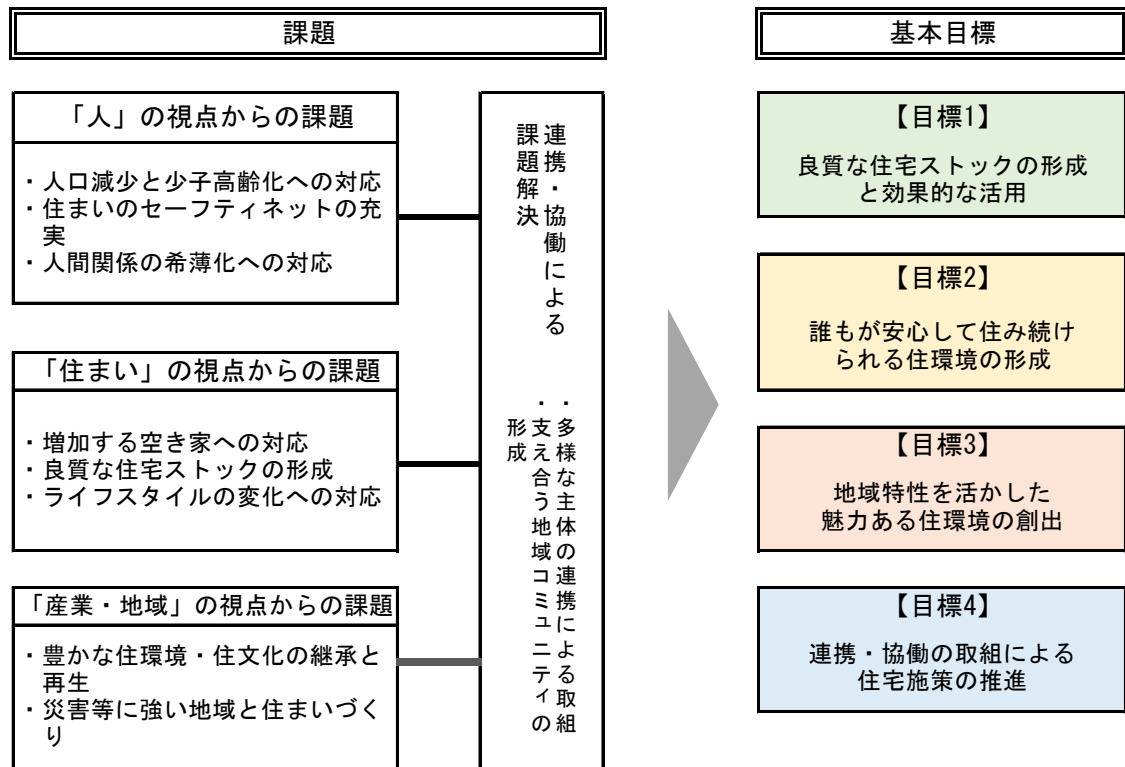 課題
「人」の視点からの課題
・人口減少と少子高齢化への対応
・住まいのセーフティネットの充
実
・人間関係の希薄化への対応
「住まい」の視点からの課題
・増加する空き家への対応
・良質な住宅ストックの形成
・ライフスタイルの変化への対応
「産業・地域」の視点からの課題
・豊かな住環境・住文化の継承と
再生
・災害等に強い地域と住まいづく
り
連携・協働による
課題解決
・多様な主体の連携による取組
・支え合う地域コミュニティの
形成
基本目標
【目標1】
良質な住宅ストックの形成
と効果的な活用
【目標2】
誰もが安心して住み続け
られる住環境の形成
【目標3】
地域特性を活かした
魅力ある住環境の創出
【目標4】
連携・協働の取組による
住宅施策の推進